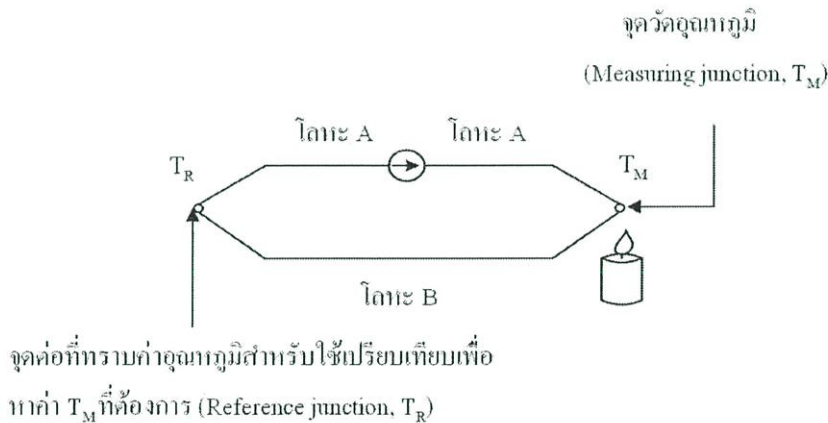 จุดวัดอุณหภูมิ
(Measuring junction, T_M)
โลหะ A
โลหะ A
T_R
T_M
โลหะ B
จุดต่อที่ทราบค่าอุณหภูมิสำหรับใช้เปรียบเทียบเพื่อ
หาค่า T_M ที่ต้องการ (Reference junction, T_R)